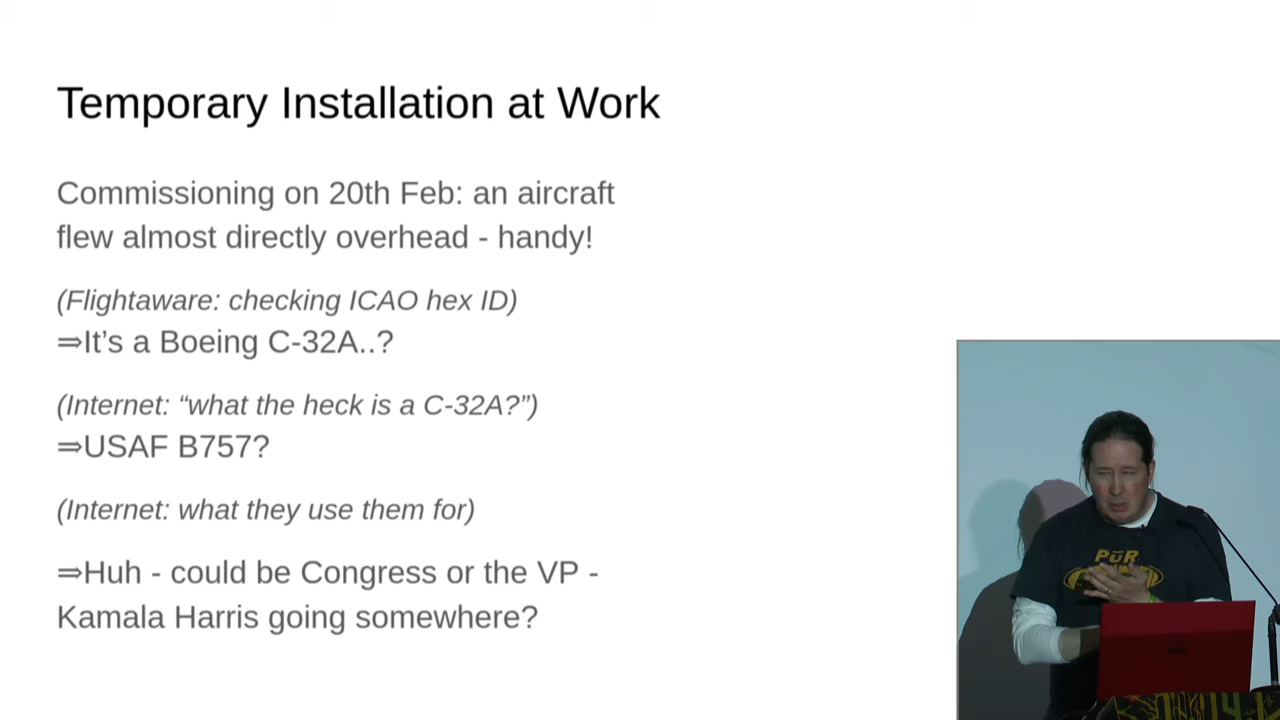 Temporary Installation at Work
Commissioning on 20th Feb: an aircraft
flew almost directly overhead - handy!
(Flightaware: checking ICAO hex ID)
⇒It’s a Boeing C-32A..?
(Internet: “what the heck is a C-32A?”)
⇒USAF B757?
(Internet: what they use them for)
⇒Huh - could be Congress or the VP -
Kamala Harris going somewhere?
PUR